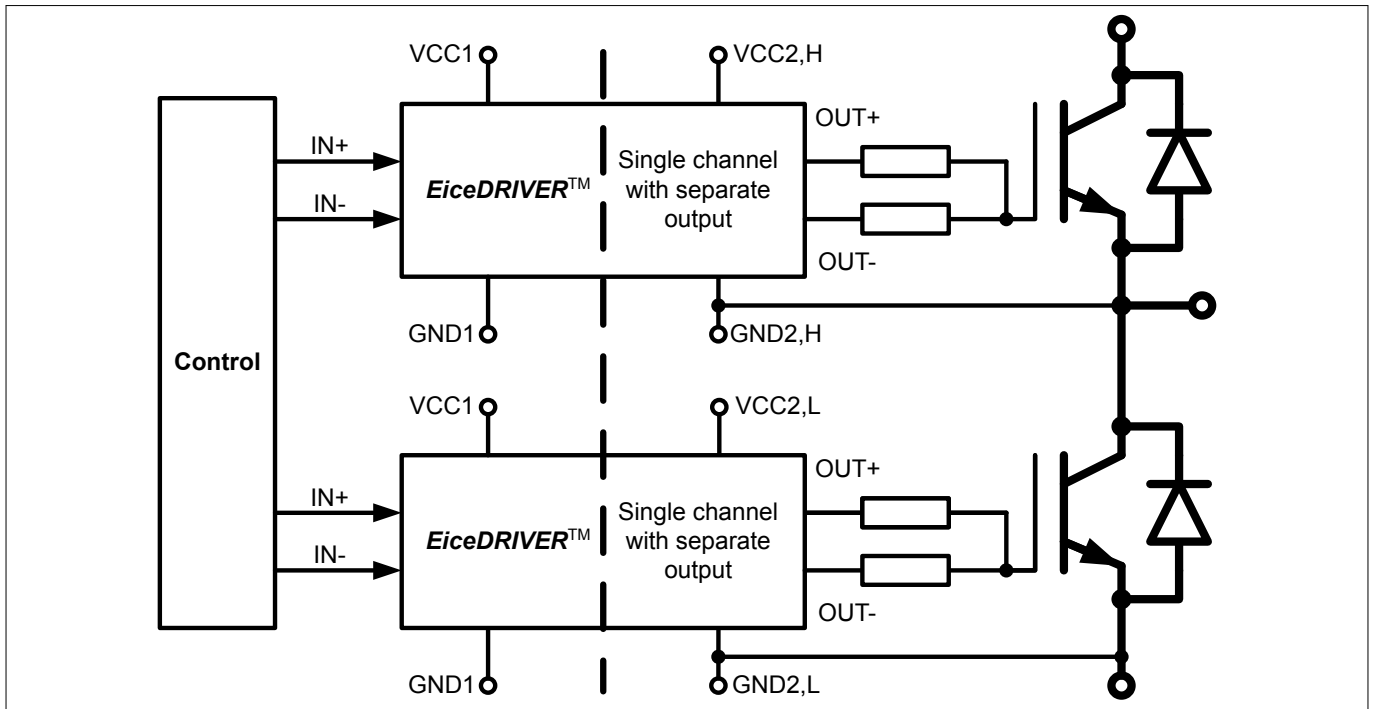 VCC1
VCC2,H
IN+
IN-
EiceDRIVER™
Single channel
with separate
output
OUT+
OUT-
GND1
GND2,H
Control
VCC1
VCC2,L
IN+
IN-
EiceDRIVER™
Single channel
with separate
output
OUT+
OUT-
GND1
GND2,L